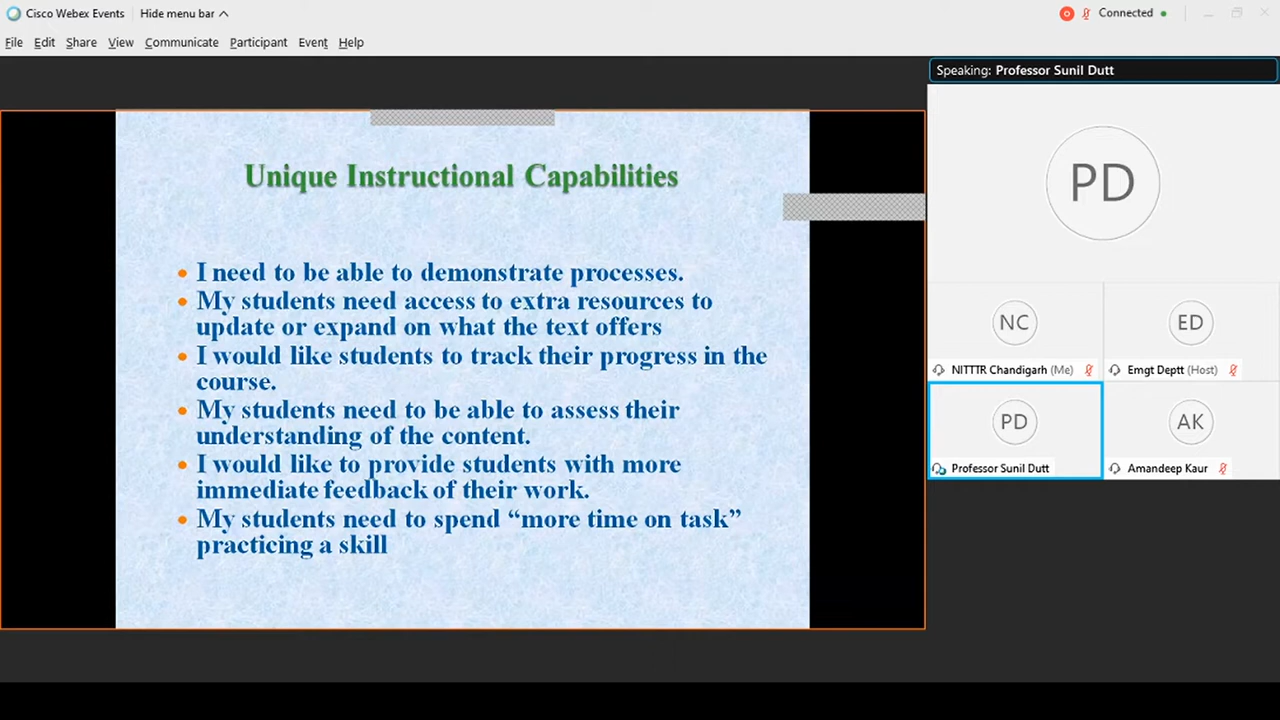 Cisco Webex Events Hide menu bar Connected
File Edit Share View Communicate Participant Event Help
Speaking: Professor Sunil Dutt
Unique Instructional Capabilities
I need to be able to demonstrate processes.
My students need access to extra resources to
update or expand on what the text offers
I would like students to track their progress in the
course.
My students need to be able to assess their
understanding of the content.
I would like to provide students with more
immediate feedback of their work.
My students need to spend “more time on task”
practicing a skill
PD
NC
NITTTR Chandigarh (Me)
ED
Emgt Deptt (Host)
PD
Professor Sunil Dutt
AK
Amandeep Kaur